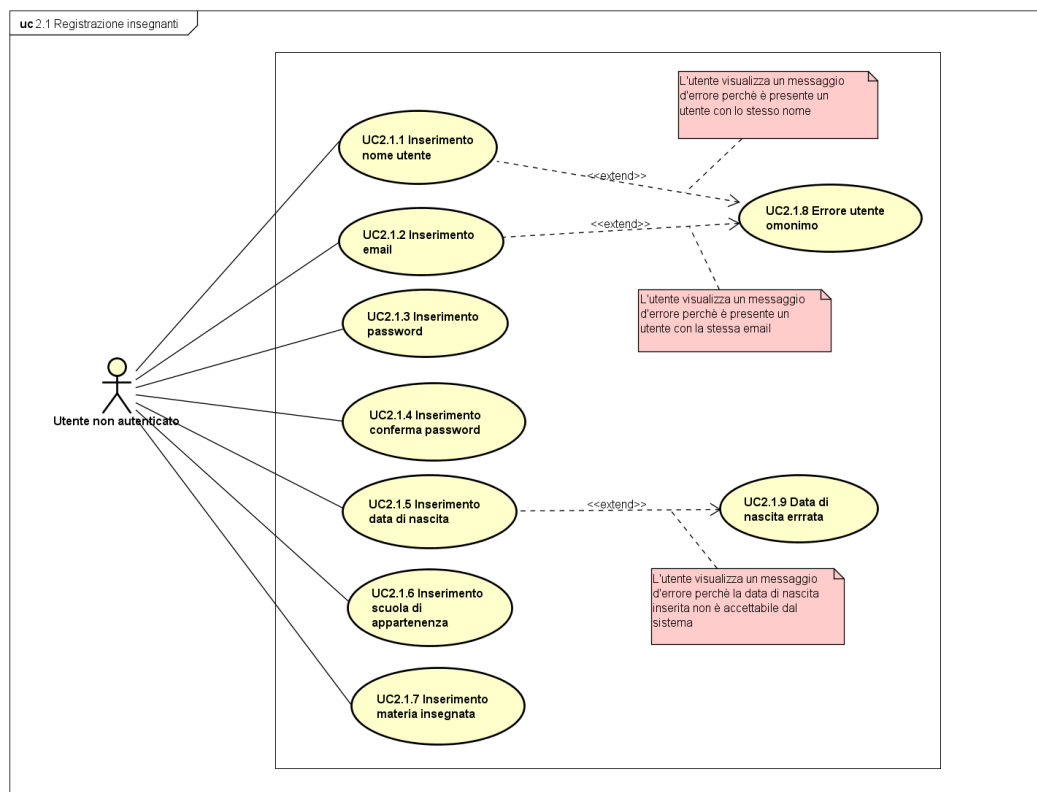 uc 2.1 Registrazione insegnanti
L'utente visualizza un messaggio
d'errore perchè è presente un
utente con lo stesso nome
UC2.1.1 Inserimento
nome utente
<<extend>>
UC2.1.8 Errore utente
omonimo
UC2.1.2 Inserimento
email
<<extend>>
L'utente visualizza un messaggio
d'errore perchè è presente un
utente con la stessa email
UC2.1.3 Inserimento
password
Utente non autenticato
UC2.1.4 Inserimento
conferma password
UC2.1.5 Inserimento
data di nascita
<<extend>>
UC2.1.9 Data di
nascita errrata
L'utente visualizza un messaggio
d'errore perchè la data di nascita
inserita non è accettabile dal
sistema
UC2.1.6 Inserimento
scuola di
appartenenza
UC2.1.7 Inserimento
materia insegnata